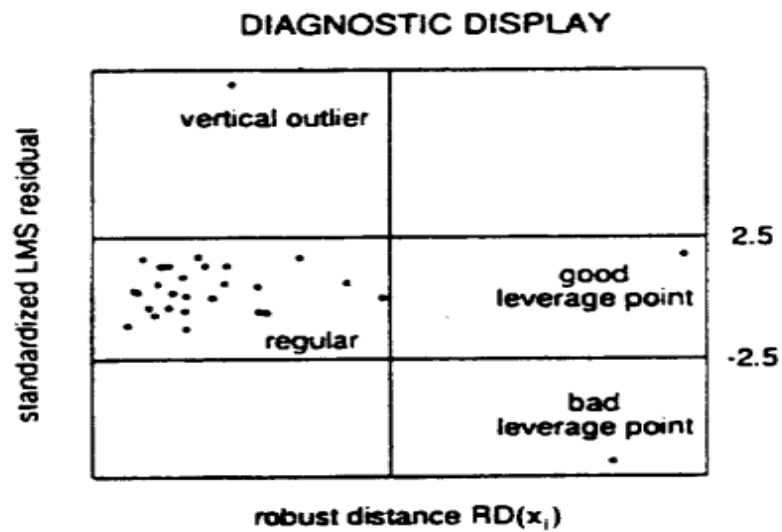 DIAGNOSTIC DISPLAY
vertical outlier
standardized LMS residual
2.5
good
leverage point
regular
-2.5
bad
leverage point
robust distance RD(xᵢ)